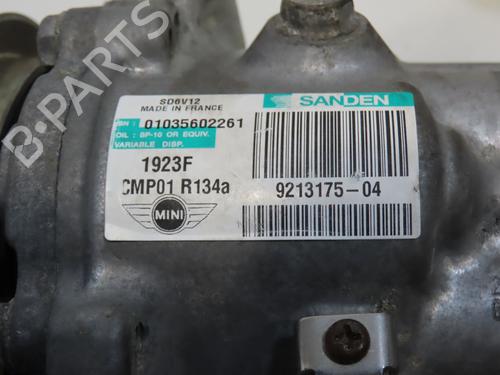 SD6V12
MADE IN FRANCE
SANDEN
SN : 01035602261
OIL : SP-10 OR EQUIV.
VARIABLE DISP.
1923F
CMP01 R134a
9213175-04
MINI
B-PARTS